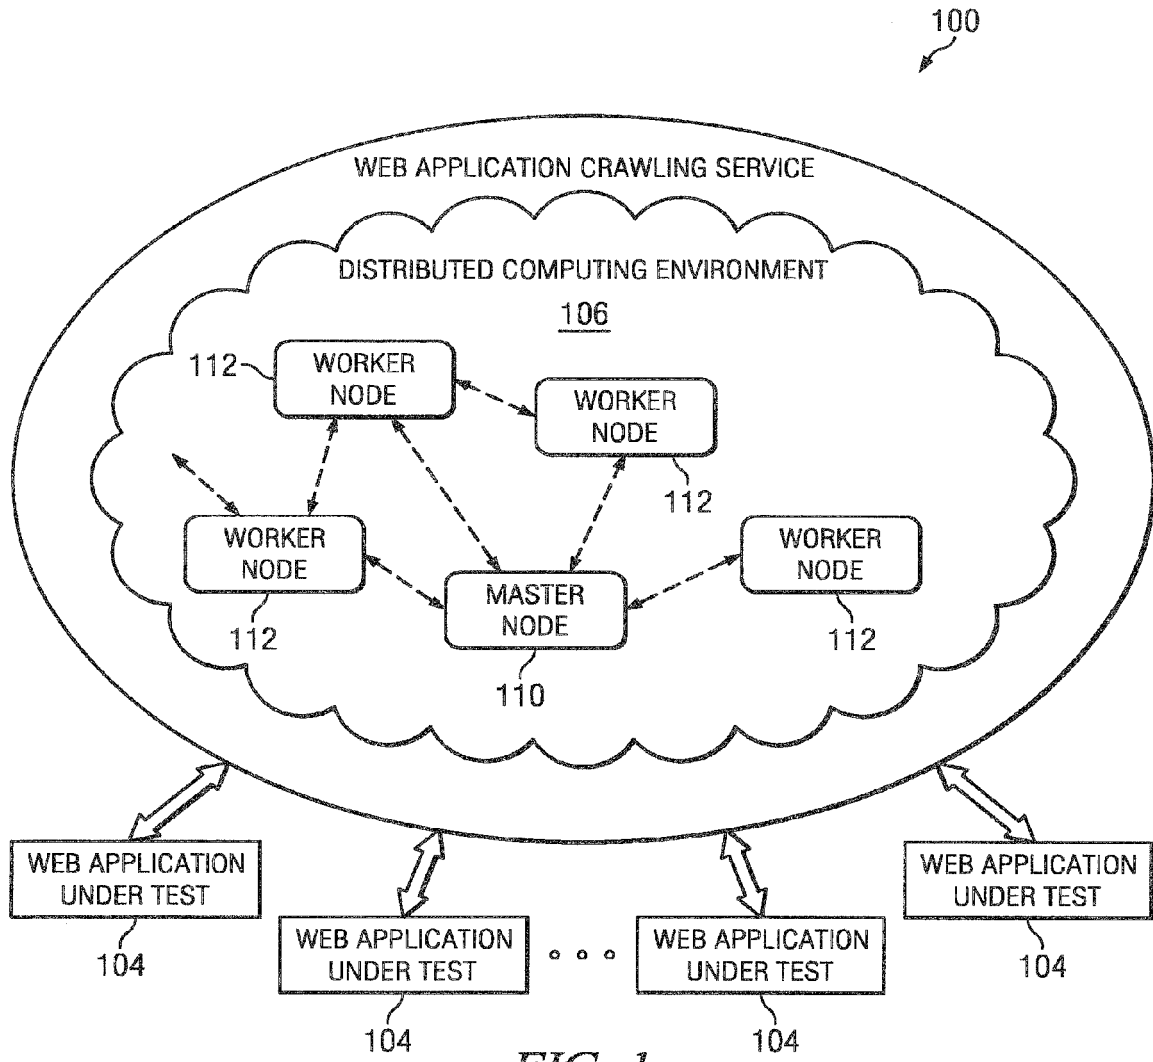 100
WEB APPLICATION CRAWLING SERVICE
DISTRIBUTED COMPUTING ENVIRONMENT
106
112
WORKER
NODE
WORKER
NODE
112
WORKER
NODE
112
MASTER
NODE
110
WORKER
NODE
112
WEB APPLICATION
UNDER TEST
104
WEB APPLICATION
UNDER TEST
104
WEB APPLICATION
UNDER TEST
104
WEB APPLICATION
UNDER TEST
104